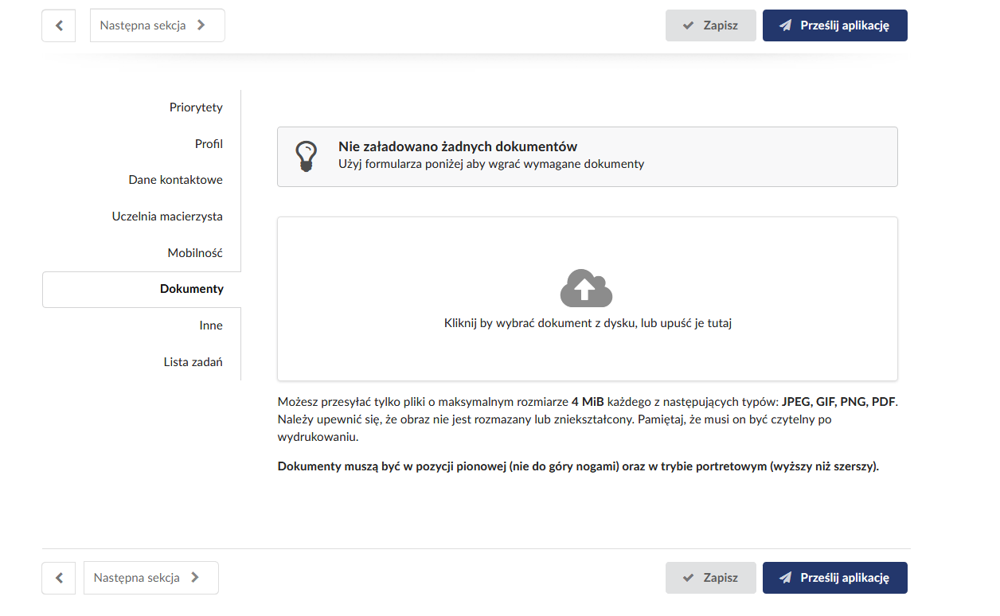 Następna sekcja
Zapisz
Prześlij aplikację
Priorytety
Profil
Dane kontaktowe
Uczelnia macierzysta
Mobilność
Dokumenty
Inne
Lista zadań
Nie załadowano żadnych dokumentów
Użyj formularza poniżej aby wgrać wymagane dokumenty
Kliknij by wybrać dokument z dysku, lub upuść je tutaj
Możesz przesyłać tylko pliki o maksymalnym rozmiarze 4 MiB każdego z następujących typów: JPEG, GIF, PNG, PDF.
Należy upewnić się, że obraz nie jest rozmazany lub zniekształcony. Pamiętaj, że musi on być czytelny po
wydrukowaniu.
Dokumenty muszą być w pozycji pionowej (nie do góry nogami) oraz w trybie portretowym (wyższy niż szerszy).
Następna sekcja
Zapisz
Prześlij aplikację